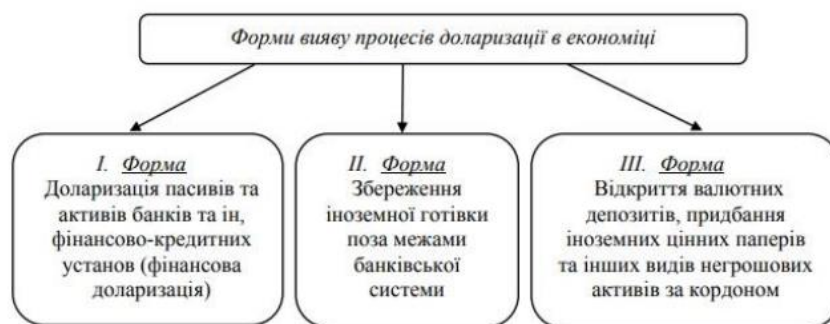 Форми вияву процесів доларизації в економіці
I. Форма
Доларизація пасивів та
активів банків та ін,
фінансово-кредитних
установ (фінансова
доларизація)
II. Форма
Збереження
іноземної готівки
поза межами
банківської
системи
III. Форма
Відкриття валютних
депозитів, придбання
іноземних цінних паперів
та інших видів негрошових
активів за кордоном